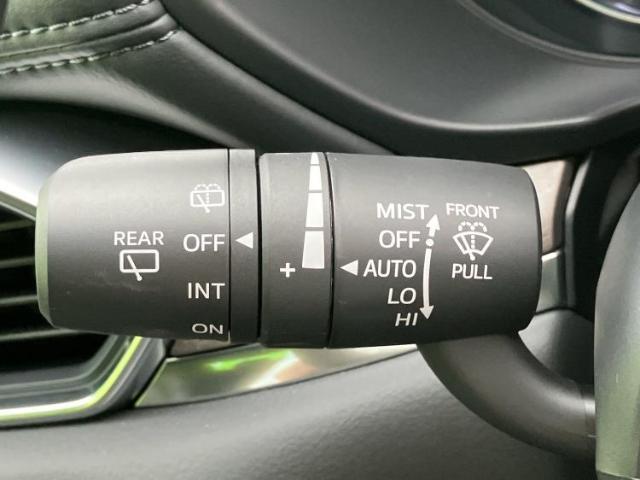 REAR
OFF
INT
ON
+
MIST
OFF
AUTO
LO
HI
FRONT
PULL